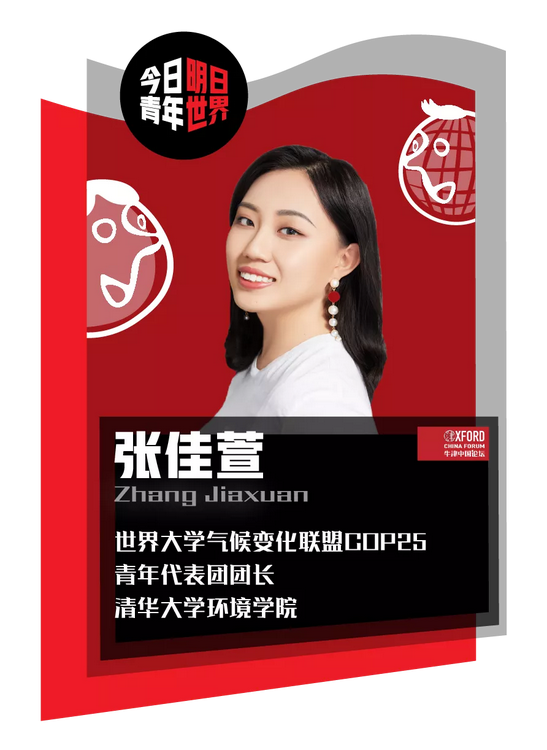 今日明日
青年世界
张佳萱
Zhang Jiaxuan
OXFORD
CHINA FORUM
牛津中国论坛
世界大学气候变化联盟COP25
青年代表团团长
清华大学环境学院